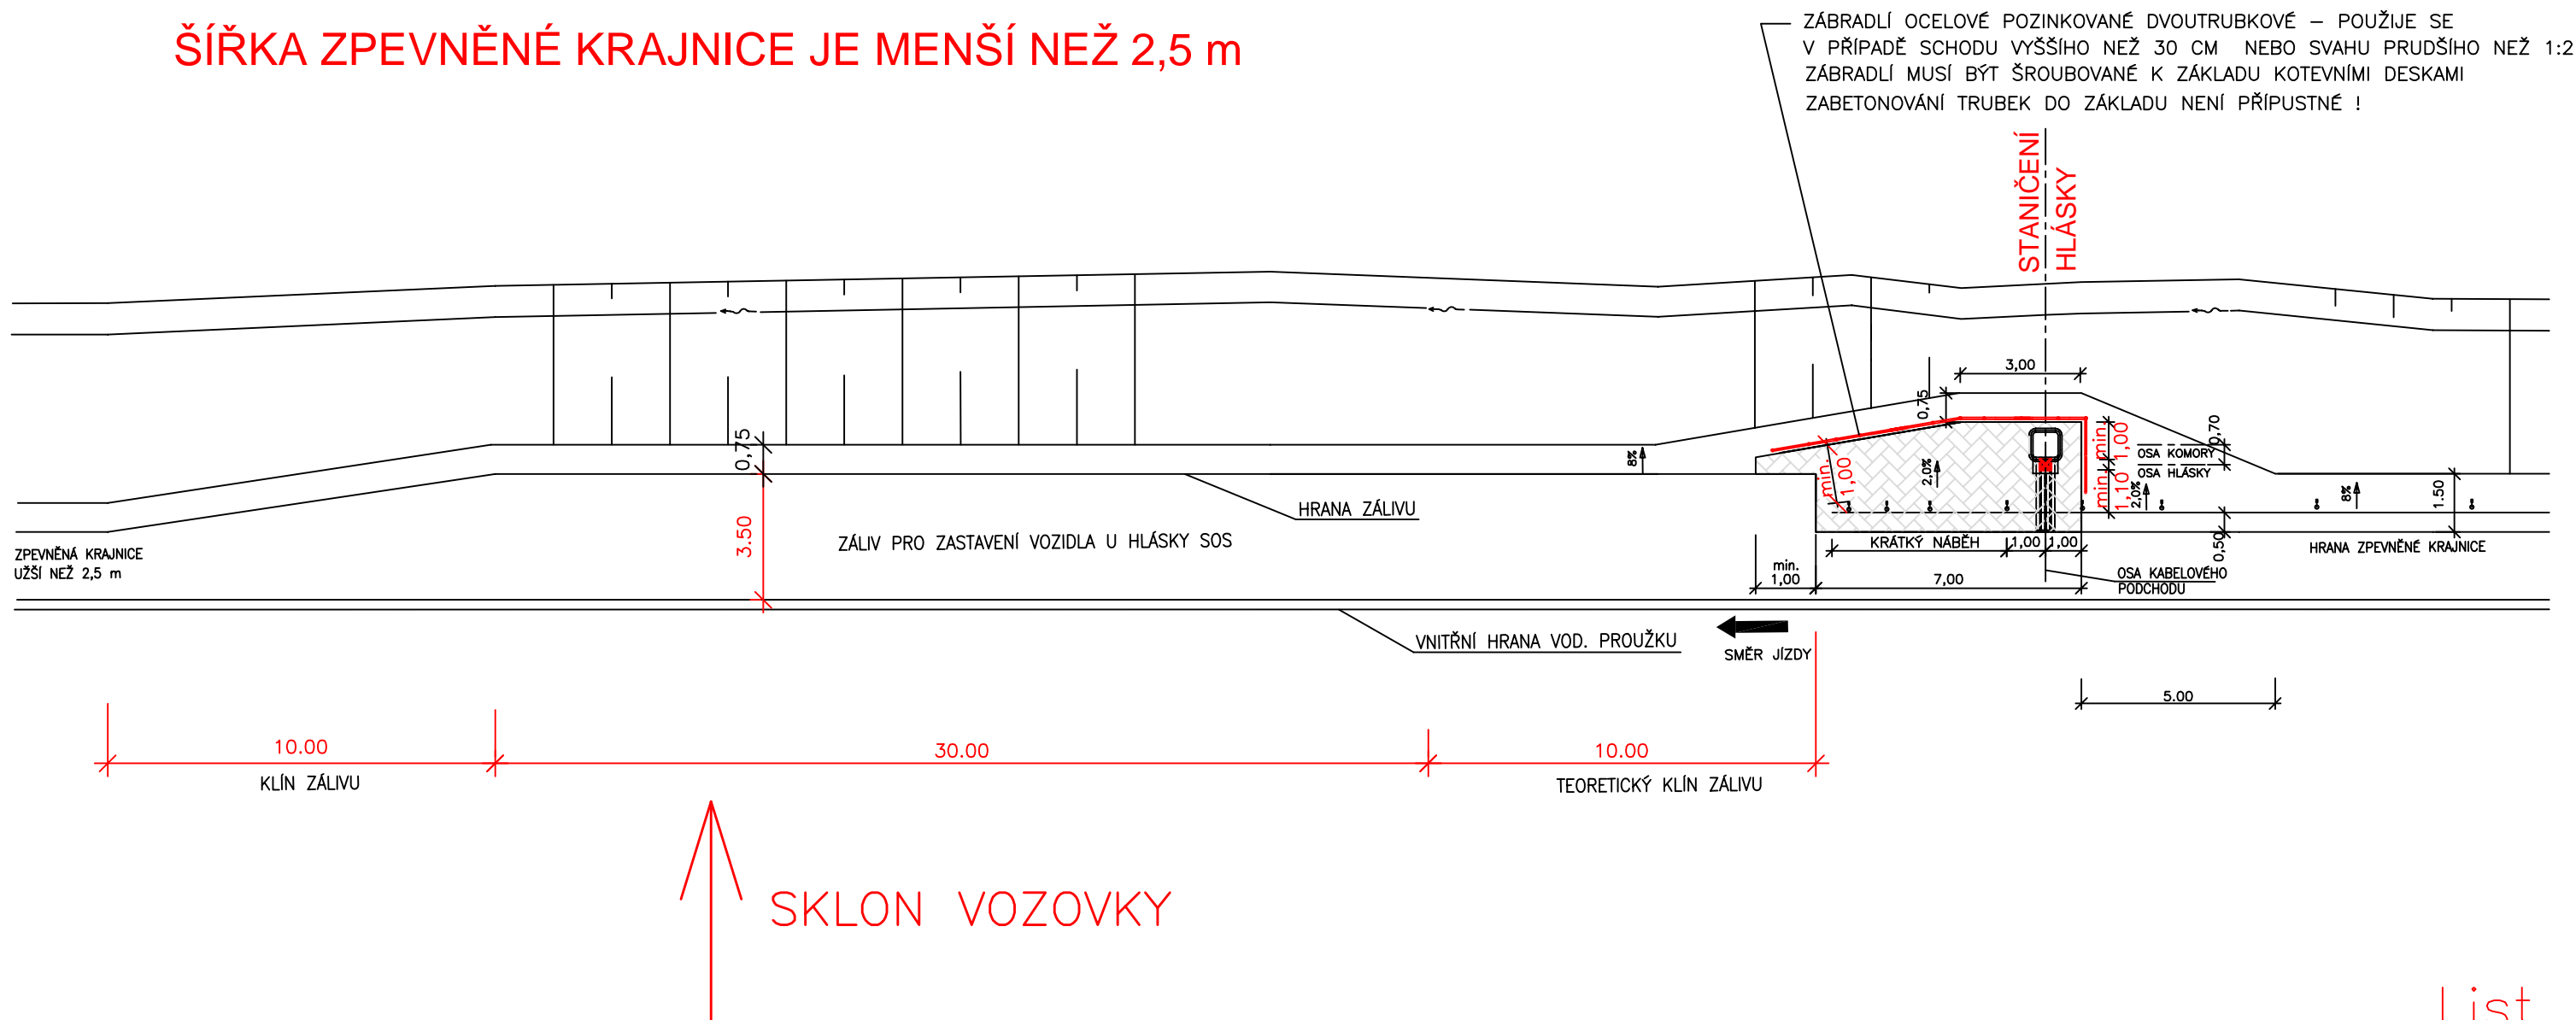 ŠÍŘKA ZPEVNĚNÉ KRAJNICE JE MENŠÍ NEŽ 2,5 m
ZÁBRADLÍ OCELOVÉ POZINKOVANÉ DVOUTRUBKOVÉ – POUŽIJE SE
V PŘÍPADĚ SCHODU VYŠŠÍHO NEŽ 30 CM NEBO SVAHU PRUDŠÍHO NEŽ 1:2
ZÁBRADLÍ MUSÍ BÝT ŠROUBOVANÉ K ZÁKLADU KOTEVNÍMI DESKAMI
ZABETONOVÁNÍ TRUBEK DO ZÁKLADU NENÍ PŘÍPUSTNÉ !
STANIČENÍ
HLÁSKY
3,00
0,75
0,75
0,70
min.
1,00
OSA KOMORY
OSA HLÁSKY
8%
2,0%
min.
1,00
min.
1,10
2,0%
8%
1.50
3.50
HRANA ZÁLIVU
ZÁLIV PRO ZASTAVENÍ VOZIDLA U HLÁSKY SOS
ZPEVNĚNÁ KRAJNICE
UŽŠÍ NEŽ 2,5 m
KRÁTKÝ NÁBĚH
1,00
1,00
0,50
HRANA ZPEVNĚNÉ KRAJNICE
min.
1,00
7,00
OSA KABELOVÉHO
PODCHODU
VNITŘNÍ HRANA VOD. PROUŽKU
SMĚR JÍZDY
5.00
10.00
30.00
10.00
KLÍN ZÁLIVU
TEORETICKÝ KLÍN ZÁLIVU
SKLON VOZOVKY
List